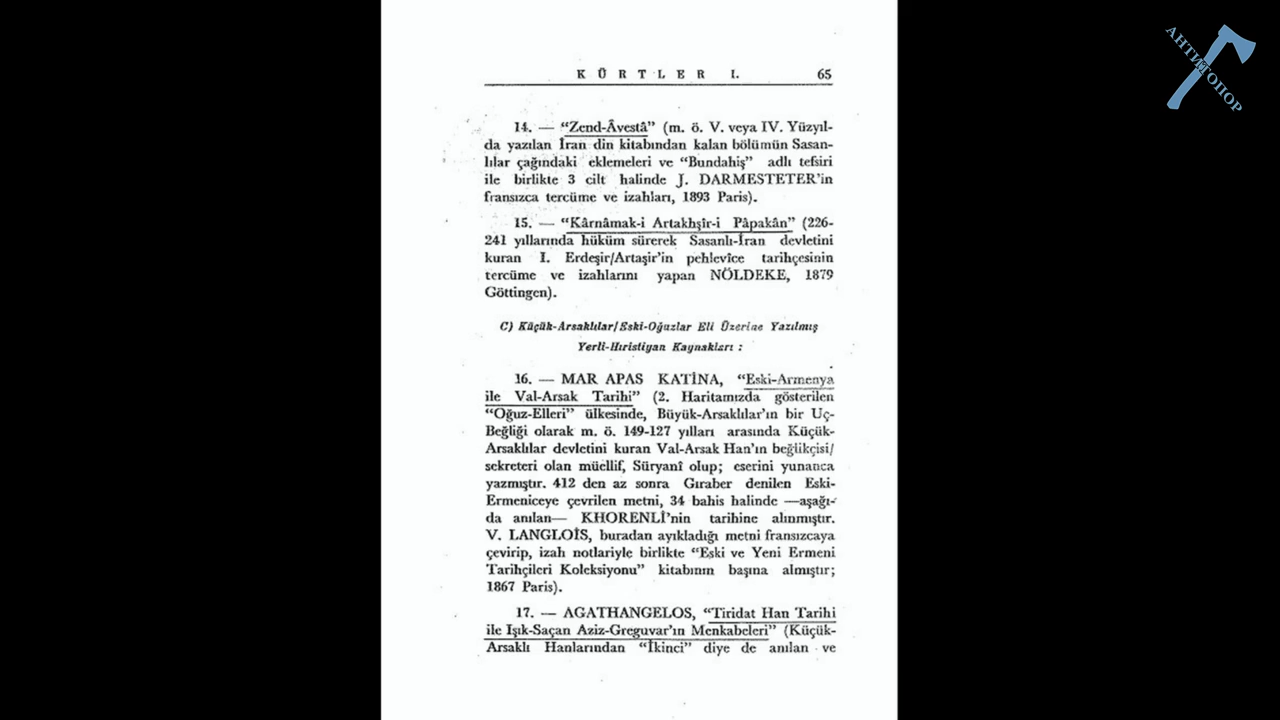 KÜRTLER I. 65
14. — “Zend-Âvestâ” (m. ö. V. veya IV. Yüzyıl-
da yazılan İran din kitabından kalan bölümün Sasan-
lılar çağındaki eklemeleri ve “Bundahiş” adlı tefsiri
ile birlikte 3 cilt halinde J. DARMESTETER’in
fransızca tercüme ve izahları, 1893 Paris).
15. — “Kârnâmak-i Artakhşîr-i Pâpakân” (226-
241 yıllarında hüküm sürerek Sasanlı-İran devletini
kuran I. Erdeşir/Artaşir’in pehlevîce tarihçesinin
tercüme ve izahlarını yapan NÖLDEKE, 1879
Göttingen).
C) Küçük-Arsaklılar/Eski-Oğuzlar Eli Üzerine Yazılmış
Yerli-Hıristiyan Kaynakları :
16. — MAR APAS KATİNA, “Eski-Armenya
ile Val-Arsak Tarihi” (2. Haritamızda gösterilen
“Oğuz-Elleri” ülkesinde, Büyük-Arsaklılar’ın bir Uç-
Beğliği olarak m. ö. 149-127 yılları arasında Küçük-
Arsaklılar devletini kuran Val-Arsak Han’ın beğlikçisi/
sekreteri olan müellif, Süryanî olup; eserini yunanca
yazmıştır. 412 den az sonra Gıraber denilen Eski-
Ermeniceye çevrilen metni, 34 bahis halinde —aşağı-
da anılan— KHORENLİ’nin tarihine alınmıştır.
V. LANGLOİS, buradan ayıkladığı metni fransızcaya
çevirip, izah notlariyle birlikte “Eski ve Yeni Ermeni
Tarihçileri Koleksiyonu” kitabının başına almıştır;
1867 Paris).
17. — AGATHANGELOS, “Tiridat Han Tarihi
ile Işık-Saçan Aziz-Greguvar’ın Menkabeleri” (Küçük-
Arsaklı Hanlarından “İkinci” diye de anılan ve
АНТИТОПОР